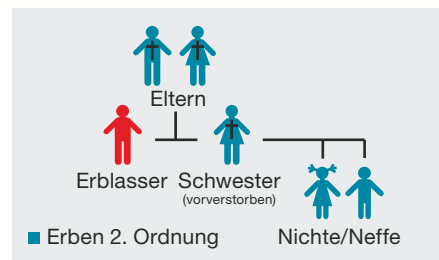 Eltern
Erblasser Schwester
(vorverstorben)
Erben 2. Ordnung
Nichte/Neffe